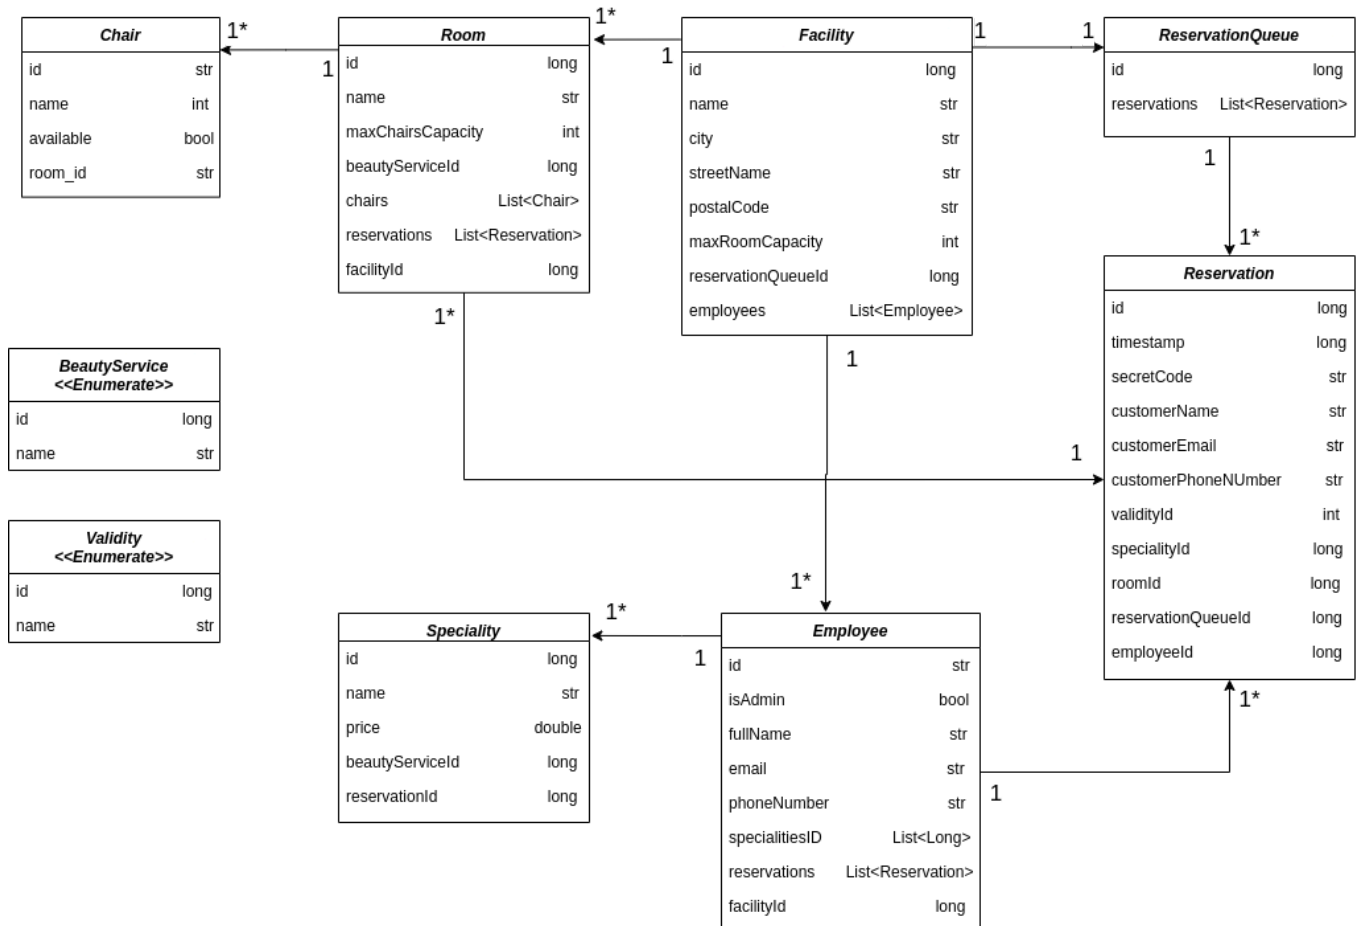 Chair
id str
name int
available bool
room_id str
1*
1
Room
id long
name str
maxChairsCapacity int
beautyServiceId long
chairs List<Chair>
reservations List<Reservation>
facilityId long
1*
1
Facility
id long
name str
city str
streetName str
postalCode str
maxRoomCapacity int
reservationQueueId long
employees List<Employee>
1
1
ReservationQueue
id long
reservations List<Reservation>
1
1*
Reservation
id long
timestamp long
secretCode str
customerName str
customerEmail str
customerPhoneNUmber str
validityId int
specialityId long
roomId long
reservationQueueId long
employeeId long
1*
1
1
1*
BeautyService
<<Enumerate>>
id long
name str
Validity
<<Enumerate>>
id long
name str
Speciality
id long
name str
price double
beautyServiceId long
reservationId long
1*
1
Employee
id str
isAdmin bool
fullName str
email str
phoneNumber str
specialitiesID List<Long>
reservations List<Reservation>
facilityId long
1
1*